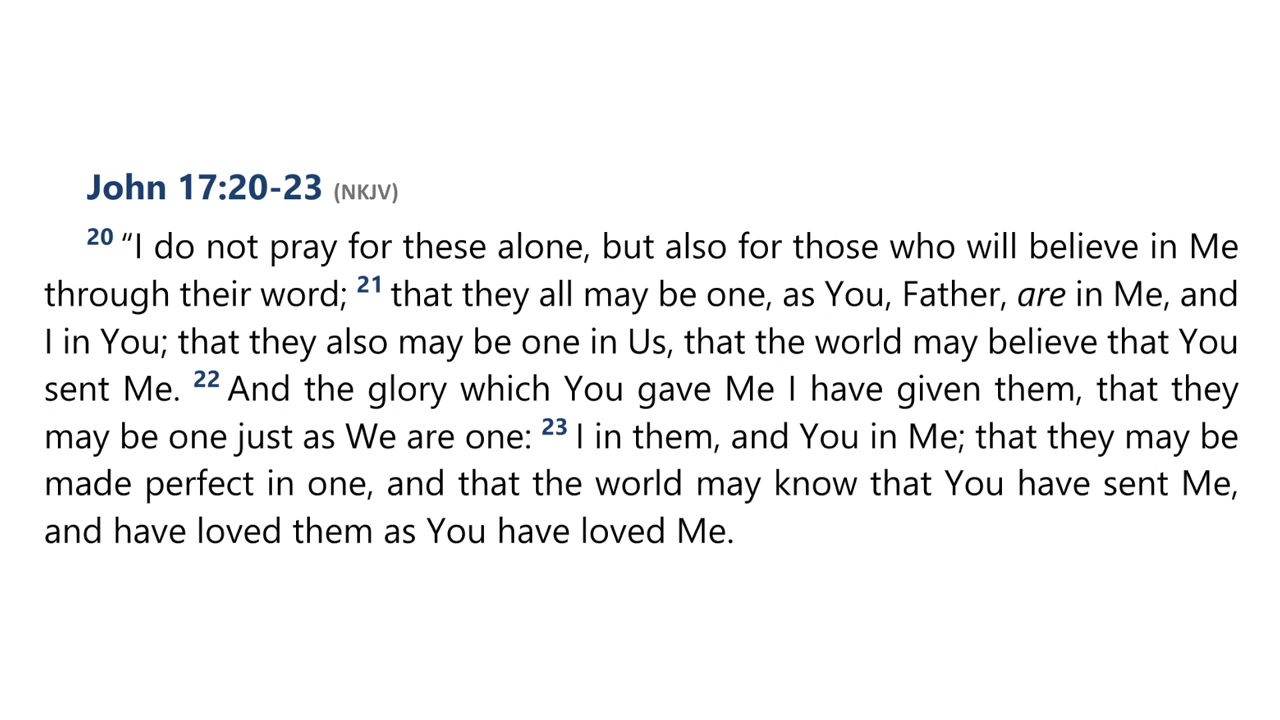 John 17:20-23 (NKJV)
20 “I do not pray for these alone, but also for those who will believe in Me
through their word; 21 that they all may be one, as You, Father, are in Me, and
I in You; that they also may be one in Us, that the world may believe that You
sent Me. 22 And the glory which You gave Me I have given them, that they
may be one just as We are one: 23 I in them, and You in Me; that they may be
made perfect in one, and that the world may know that You have sent Me,
and have loved them as You have loved Me.